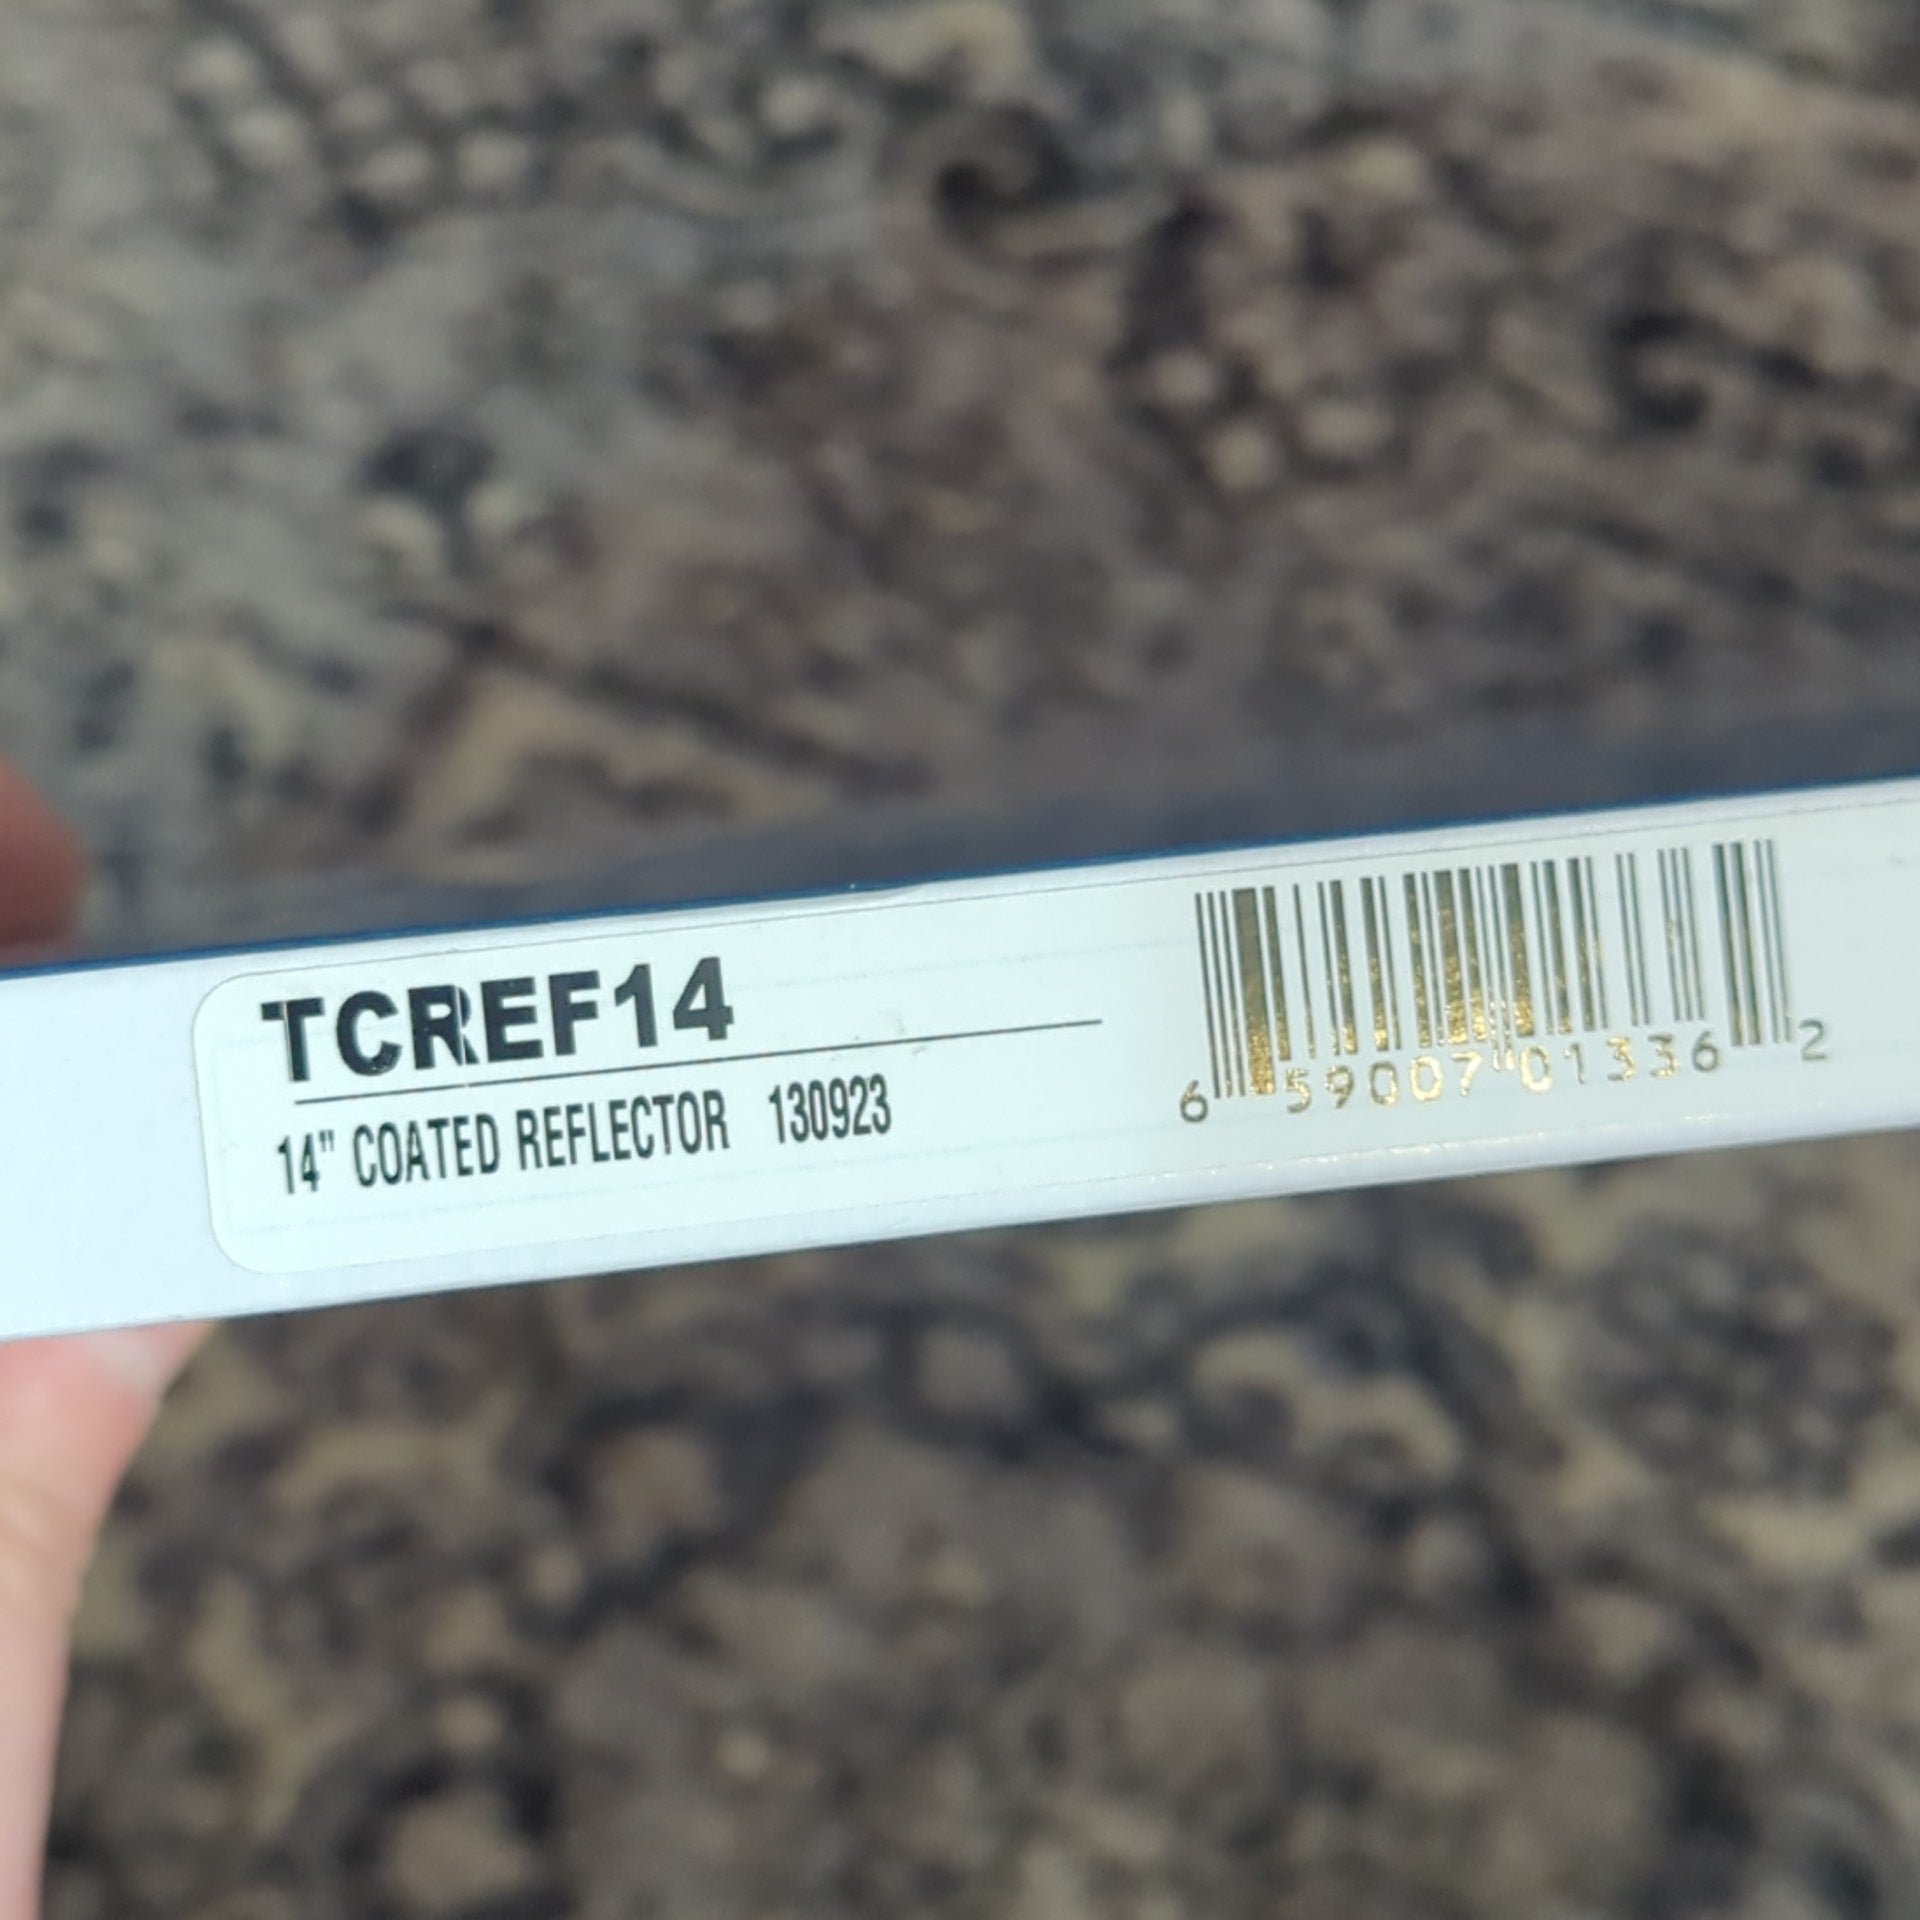 TCREF14
14" COATED REFLECTOR 130923
6 59007 01336 2